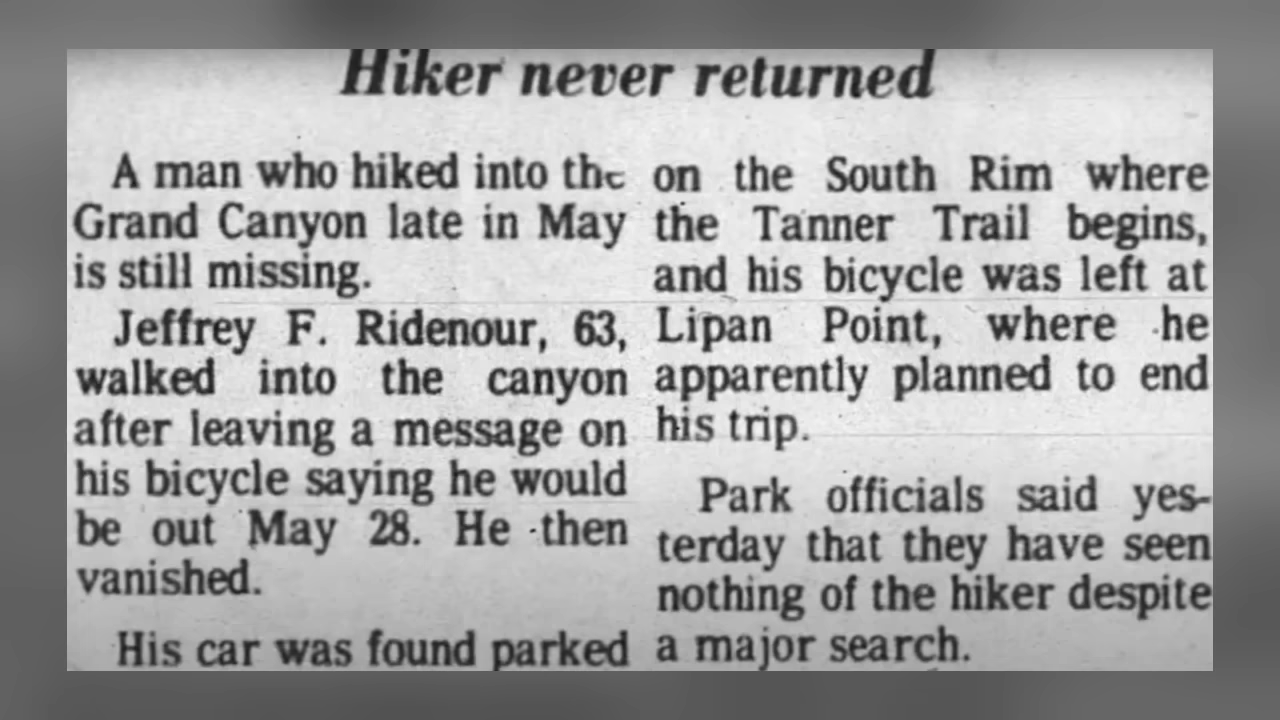 Hiker never returned
A man who hiked into the
Grand Canyon late in May
is still missing.
Jeffrey F. Ridenour, 63,
walked into the canyon
after leaving a message on
his bicycle saying he would
be out May 28. He then
vanished.
His car was found parked
on the South Rim where
the Tanner Trail begins,
and his bicycle was left at
Lipan Point, where he
apparently planned to end
his trip.
Park officials said yes-
terday that they have seen
nothing of the hiker despite
a major search.